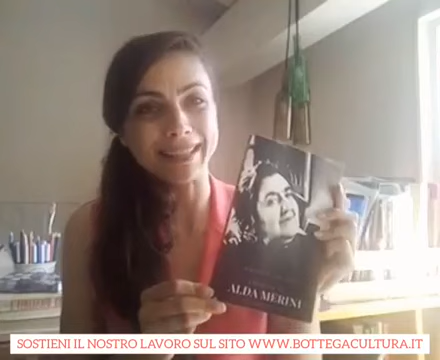 ALDA MERINI
SOSTIENI IL NOSTRO LAVORO SUL SITO WWW.BOTTEGACULTURA.IT